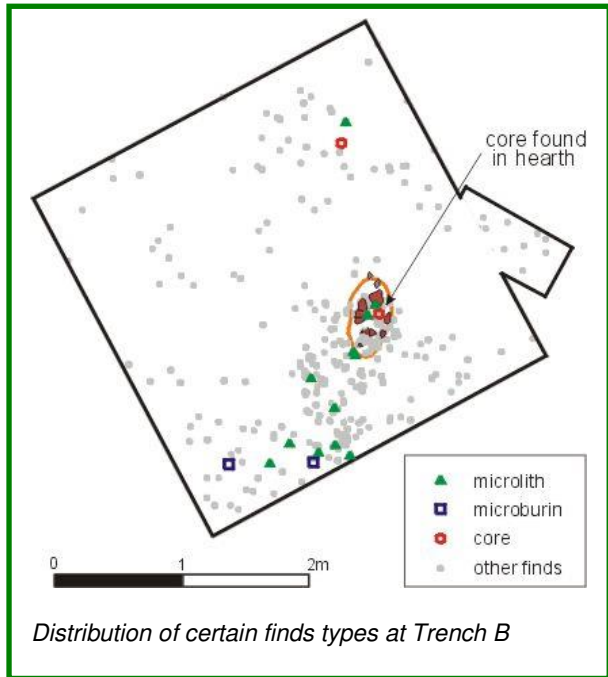 core found
in hearth
microlith
microburin
core
other finds
0 1 2m
Distribution of certain finds types at Trench B